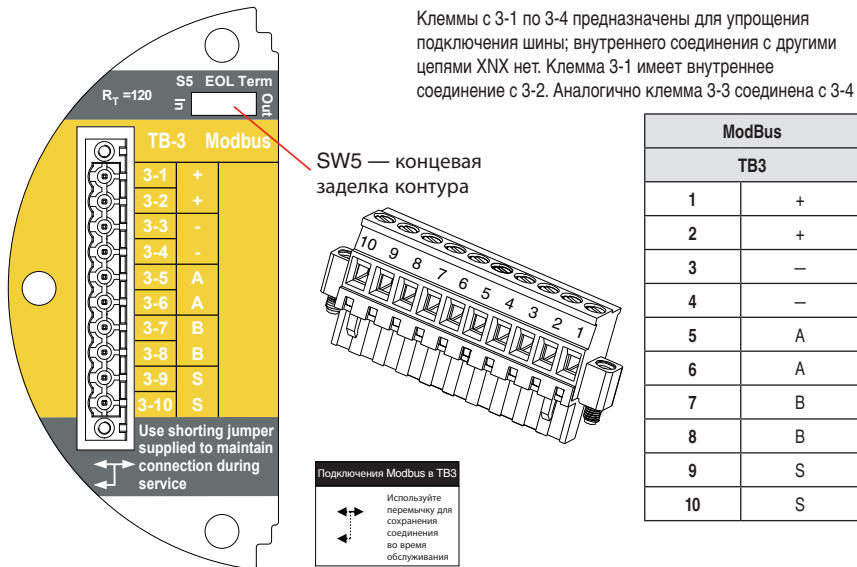 Клеммы с 3-1 по 3-4 предназначены для упрощения
подключения шины; внутреннего соединения с другими
цепями XNX нет. Клемма 3-1 имеет внутреннее
соединение с 3-2. Аналогично клемма 3-3 соединена с 3-4
S5 EOL Term
R_T =120
In
Out
TB-3 Modbus
3-1 +
3-2 +
3-3 -
3-4 -
3-5 A
3-6 A
3-7 B
3-8 B
3-9 S
3-10 S
Use shorting jumper
supplied to maintain
connection during
service
SW5 — концевая
заделка контура
10 9 8 7 6 5 4 3 2 1
Подключения Modbus в TB3
Используйте
перемычку для
сохранения
соединения
во время
обслуживания
ModBus
TB3
1 +
2 +
3 –
4 –
5 A
6 A
7 B
8 B
9 S
10 S